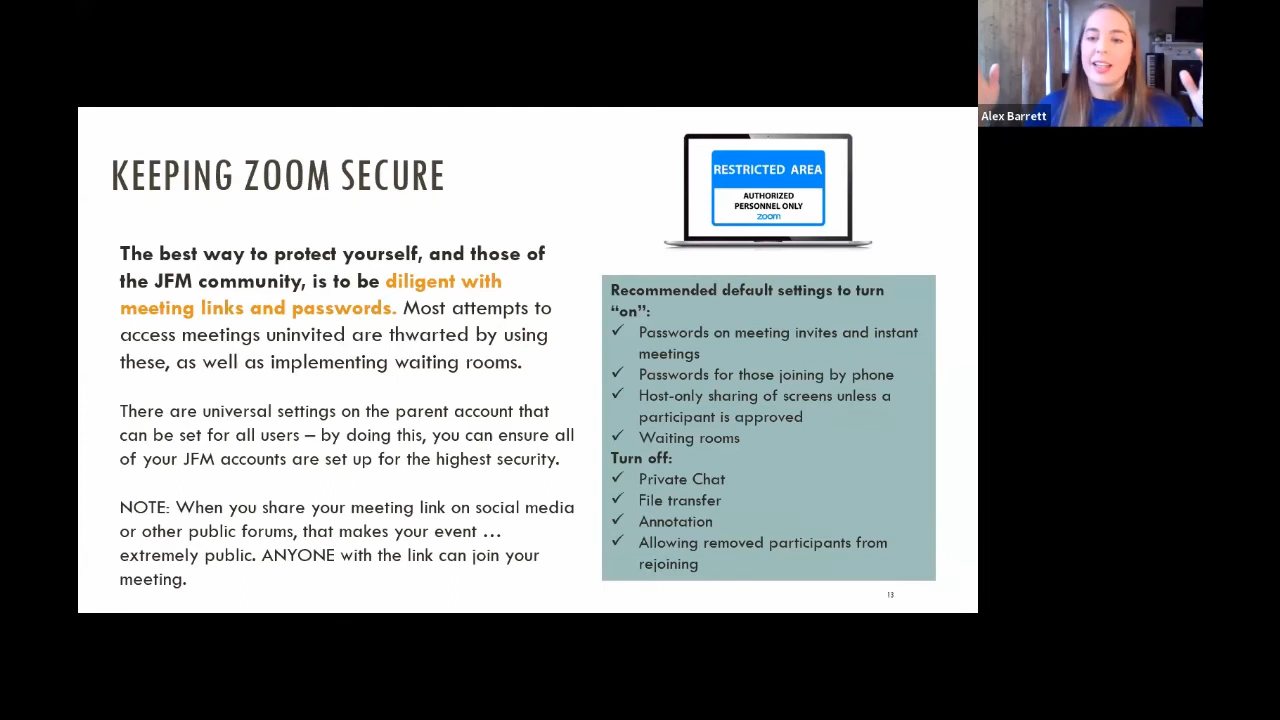 Alex Barrett
KEEPING ZOOM SECURE
RESTRICTED AREA
AUTHORIZED
PERSONNEL ONLY
zoom
The best way to protect yourself, and those of
the JFM community, is to be diligent with
meeting links and passwords. Most attempts to
access meetings uninvited are thwarted by using
these, as well as implementing waiting rooms.
There are universal settings on the parent account that
can be set for all users – by doing this, you can ensure all
of your JFM accounts are set up for the highest security.
NOTE: When you share your meeting link on social media
or other public forums, that makes your event …
extremely public. ANYONE with the link can join your
meeting.
Recommended default settings to turn
“on”:
✓ Passwords on meeting invites and instant
meetings
✓ Passwords for those joining by phone
✓ Host-only sharing of screens unless a
participant is approved
✓ Waiting rooms
Turn off:
✓ Private Chat
✓ File transfer
✓ Annotation
✓ Allowing removed participants from
rejoining
13